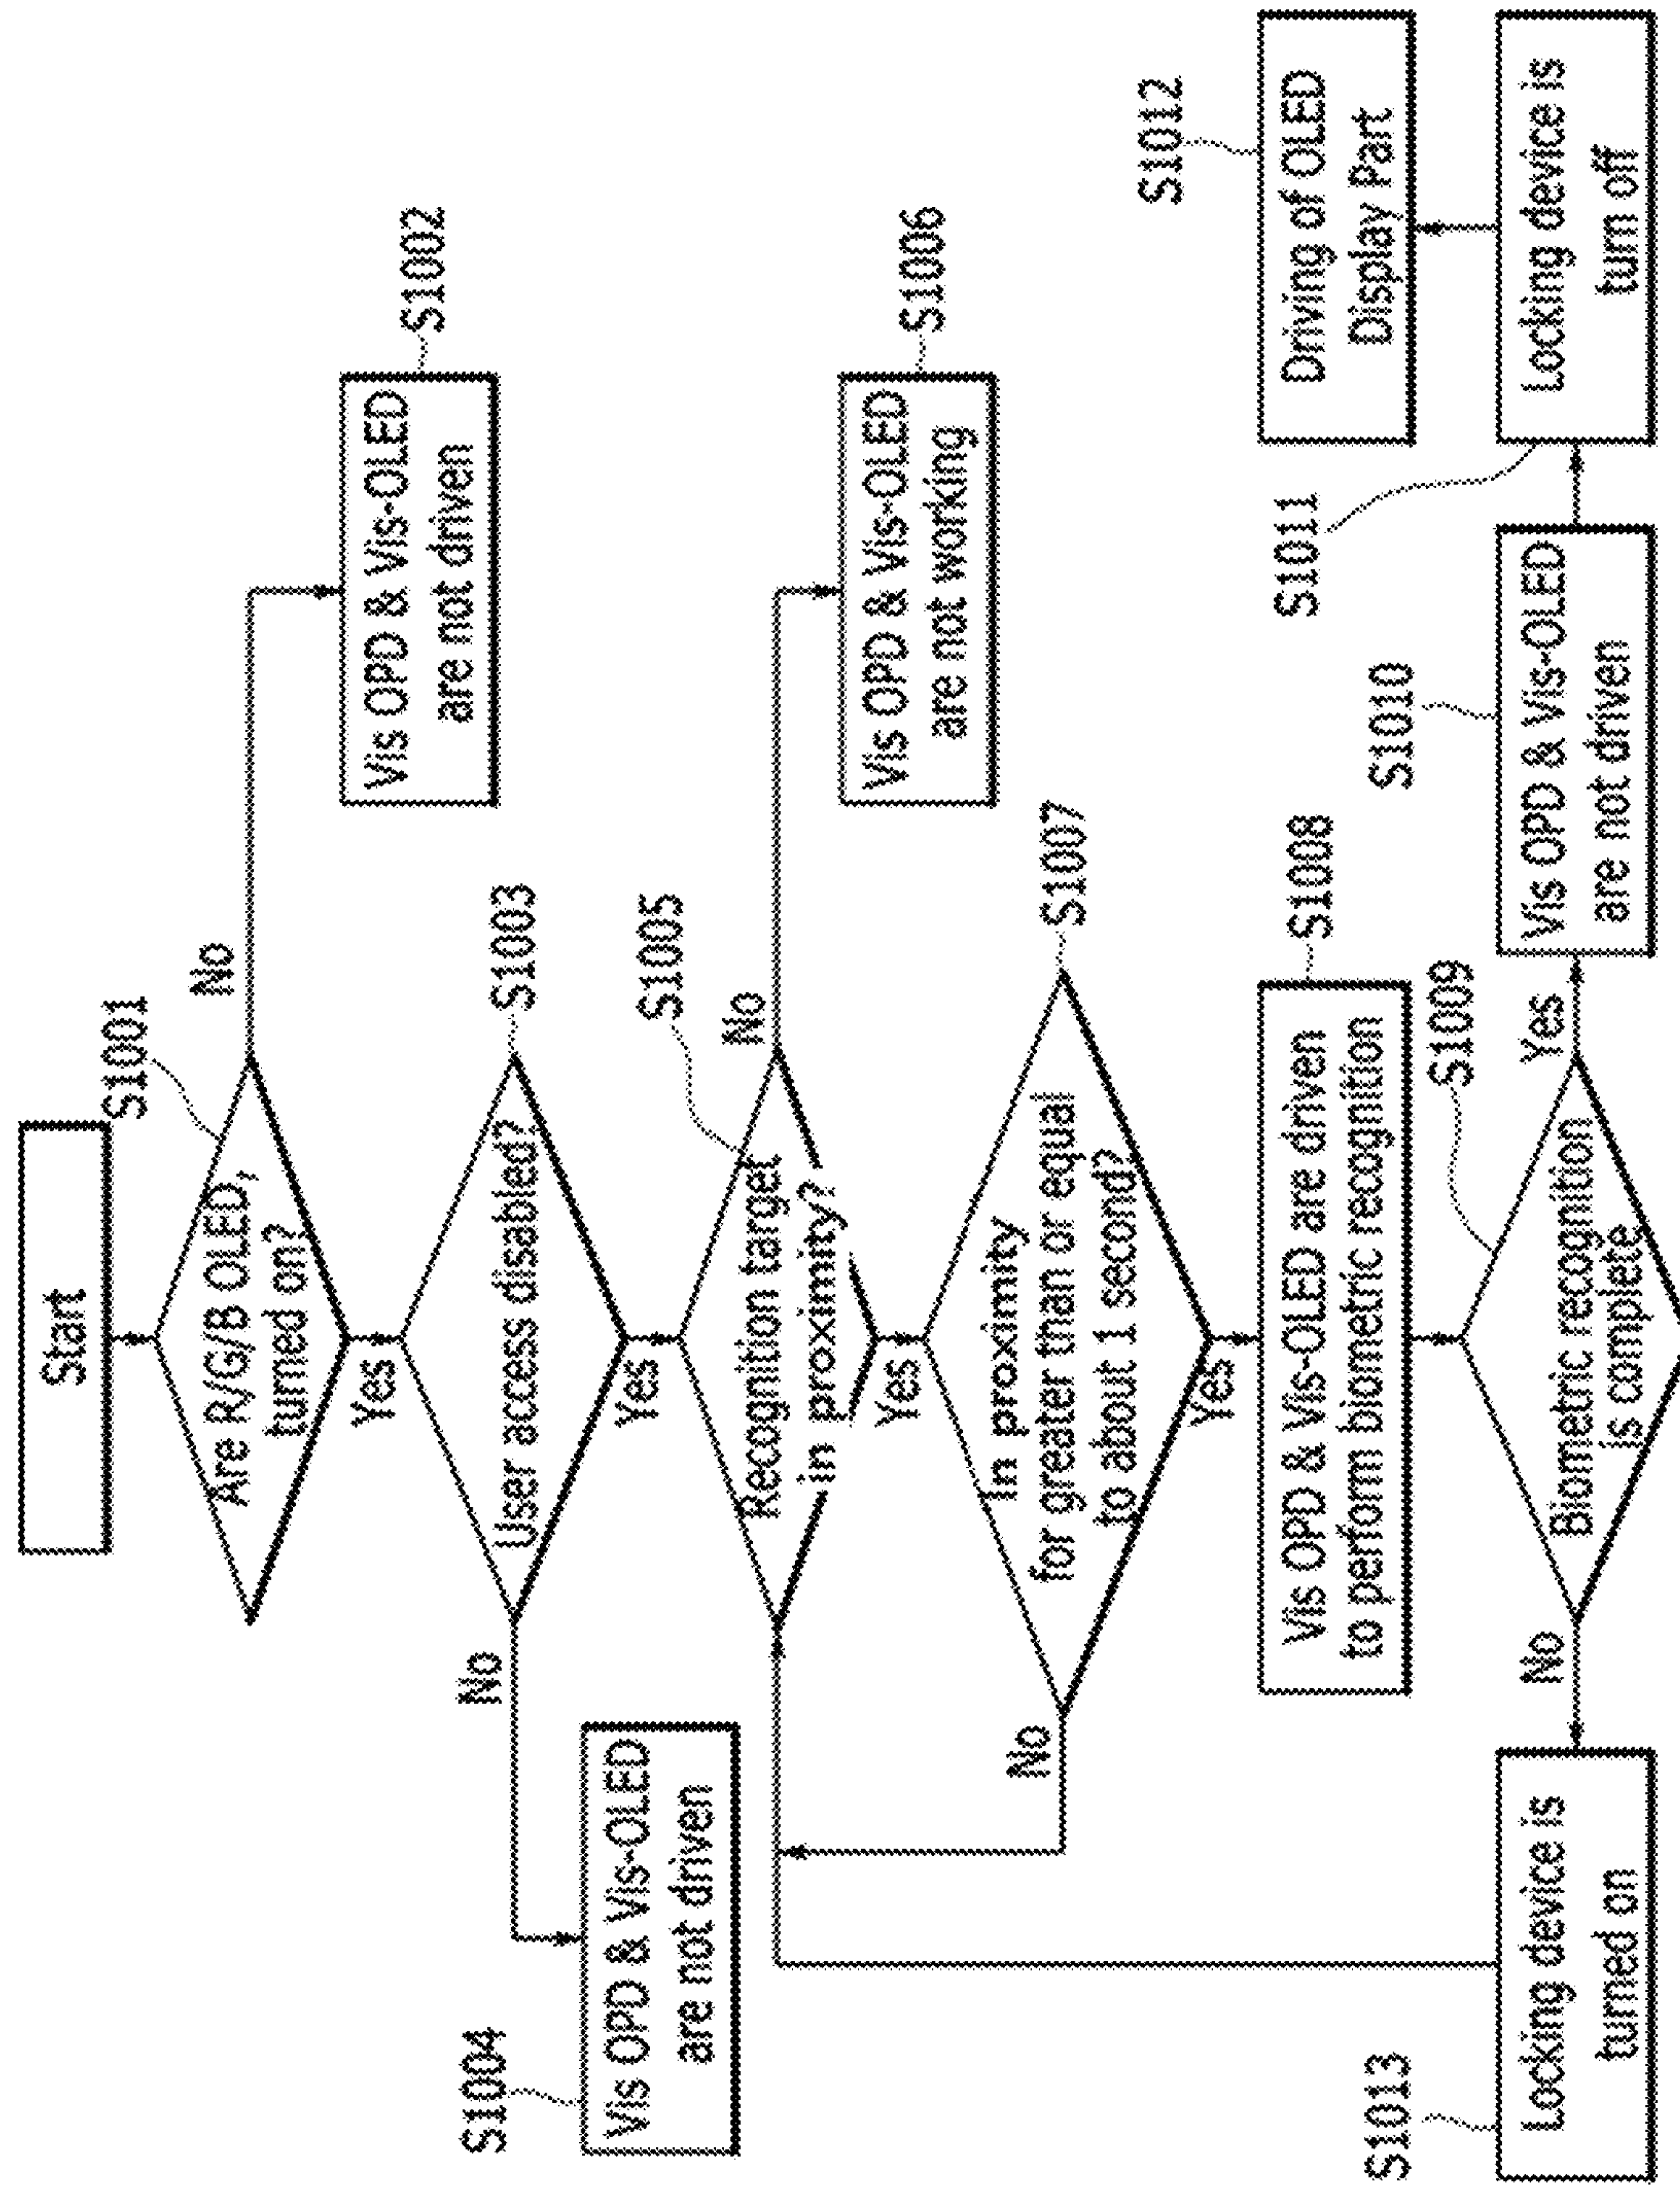 Start
S1001
Are R/G/B OLED,
turned on?
No
Vis OPD & Vis-OLED
are not driven
S1002
Yes
User access disabled?
S1003
No
S1004
Vis OPD & Vis-OLED
are not driven
Yes
S1005
Recognition target
in proximity?
No
Vis OPD & Vis-OLED
are not working
S1006
Yes
In proximity
for greater than or equal
to about 1 second?
S1007
No
Yes
Vis OPD & Vis-OLED are driven
to perform biometric recognition
S1008
S1009
Biometric recognition
is complete
No
S1013
Locking device is
turned on
Yes
S1010
Vis OPD & Vis-OLED
are not driven
S1011
Locking device is
turn off
S1012
Driving of OLED
Display Part